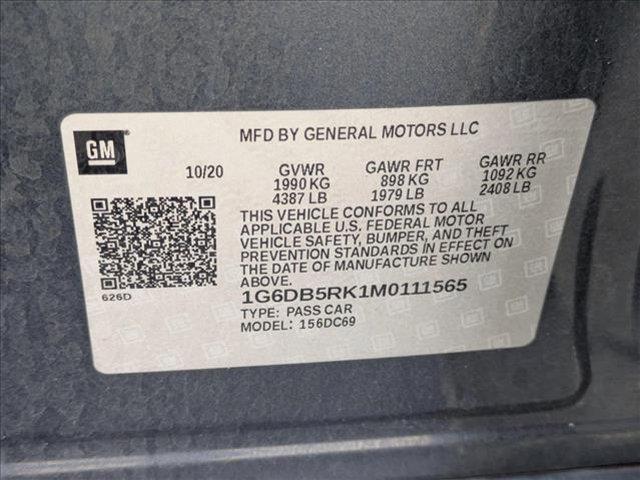 GM
MFD BY GENERAL MOTORS LLC
10/20 GVWR GAWR FRT GAWR RR
1990 KG 898 KG 1092 KG
4387 LB 1979 LB 2408 LB
THIS VEHICLE CONFORMS TO ALL
APPLICABLE U.S. FEDERAL MOTOR
VEHICLE SAFETY, BUMPER, AND THEFT
PREVENTION STANDARDS IN EFFECT ON
THE DATE OF MANUFACTURE SHOWN
ABOVE.
626D
1G6DB5RK1M0111565
TYPE: PASS CAR
MODEL: 156DC69